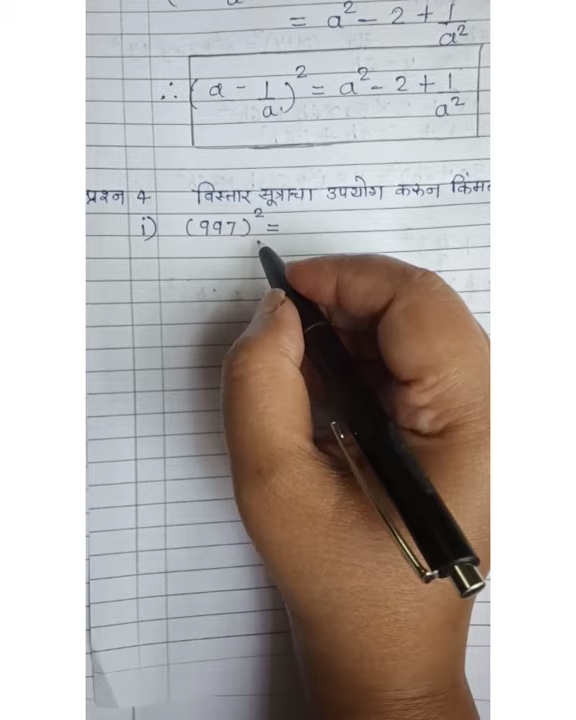 = a² - 2 + 1/a²
∴ (a - 1/a)² = a² - 2 + 1/a²
प्रश्न 4 विस्तार सूत्राचा उपयोग करुन
i) (997)² =